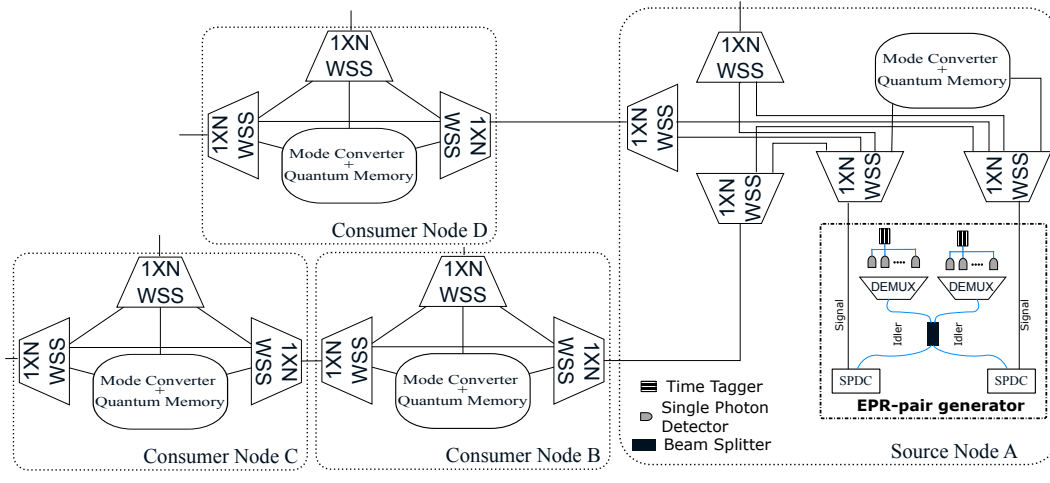 1XN
WSS
1XN
WSS
1XN
WSS
Mode Converter
+
Quantum Memory
Consumer Node D
1XN
WSS
1XN
WSS
1XN
WSS
Mode Converter
+
Quantum Memory
Consumer Node C
1XN
WSS
1XN
WSS
1XN
WSS
Mode Converter
+
Quantum Memory
Consumer Node B
1XN
WSS
Mode Converter
+
Quantum Memory
1XN
WSS
1XN
WSS
1XN
WSS
1XN
WSS
....
....
DEMUX
DEMUX
Signal
Idler
Idler
Signal
SPDC
SPDC
EPR-pair generator
Time Tagger
Single Photon
Detector
Beam Splitter
Source Node A